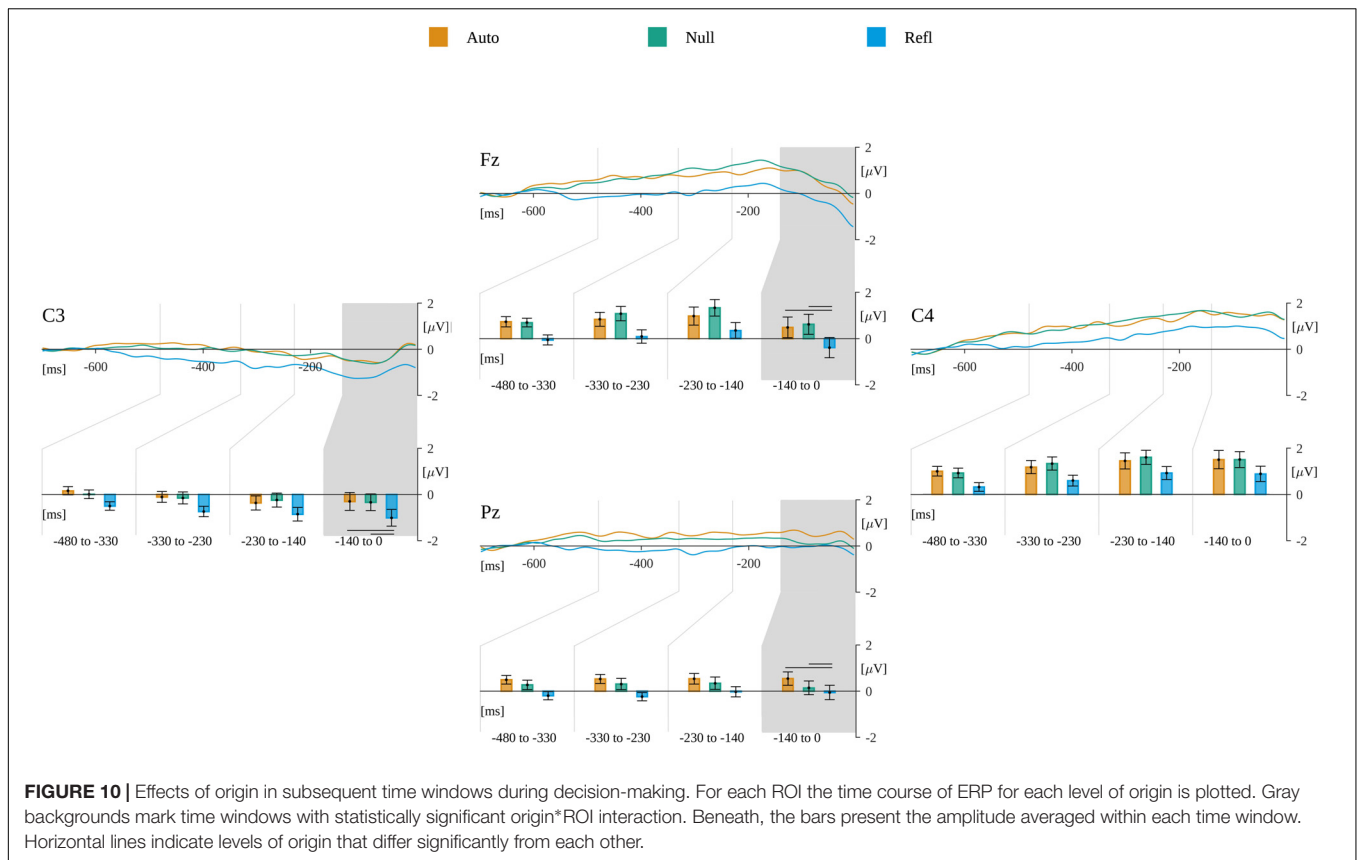 Auto Null Refl
Fz
2
[μV]
0
-2
[ms] -600 -400 -200
2
[μV]
0
-2
[ms]
-480 to -330 -330 to -230 -230 to -140 -140 to 0
C3
2
[μV]
0
-2
[ms] -600 -400 -200
2
[μV]
0
-2
[ms]
-480 to -330 -330 to -230 -230 to -140 -140 to 0
C4
2
[μV]
0
-2
[ms] -600 -400 -200
2
[μV]
0
-2
[ms]
-480 to -330 -330 to -230 -230 to -140 -140 to 0
Pz
2
[μV]
0
-2
[ms] -600 -400 -200
2
[μV]
0
-2
[ms]
-480 to -330 -330 to -230 -230 to -140 -140 to 0
FIGURE 10 | Effects of origin in subsequent time windows during decision-making. For each ROI the time course of ERP for each level of origin is plotted. Gray
backgrounds mark time windows with statistically significant origin*ROI interaction. Beneath, the bars present the amplitude averaged within each time window.
Horizontal lines indicate levels of origin that differ significantly from each other.